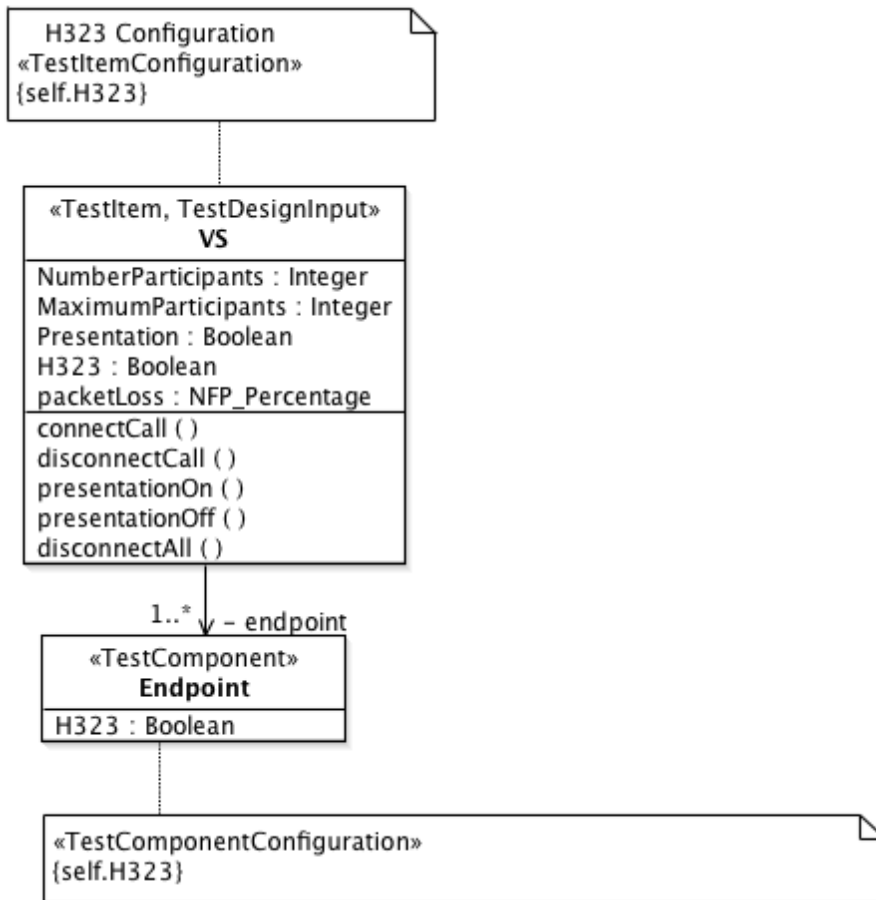 H323 Configuration
«TestItemConfiguration»
{self.H323}
«TestItem, TestDesignInput»
VS
NumberParticipants : Integer
MaximumParticipants : Integer
Presentation : Boolean
H323 : Boolean
packetLoss : NFP_Percentage
connectCall ( )
disconnectCall ( )
presentationOn ( )
presentationOff ( )
disconnectAll ( )
1..*
– endpoint
«TestComponent»
Endpoint
H323 : Boolean
«TestComponentConfiguration»
{self.H323}